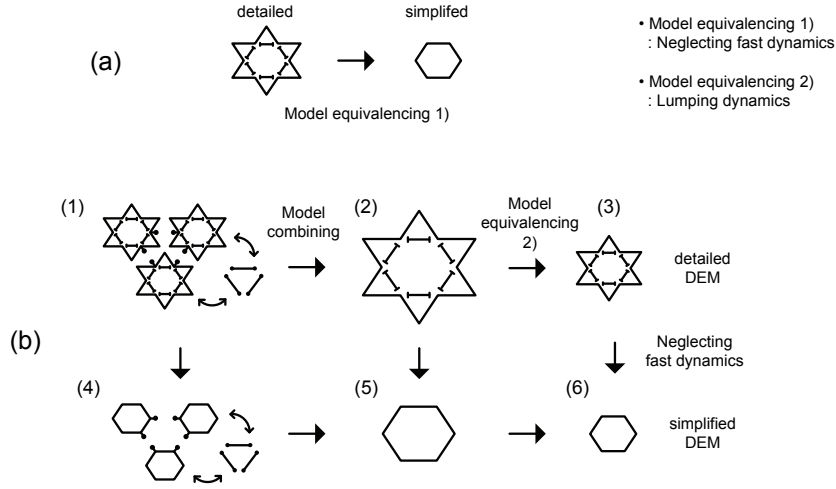 detailed
simplifed
(a)
Model equivalencing 1)
• Model equivalencing 1)
: Neglecting fast dynamics
• Model equivalencing 2)
: Lumping dynamics
(1)
Model
combining
(2)
Model
equivalencing
2)
(3)
detailed
DEM
(b)
Neglecting
fast dynamics
(4)
(5)
(6)
simplified
DEM